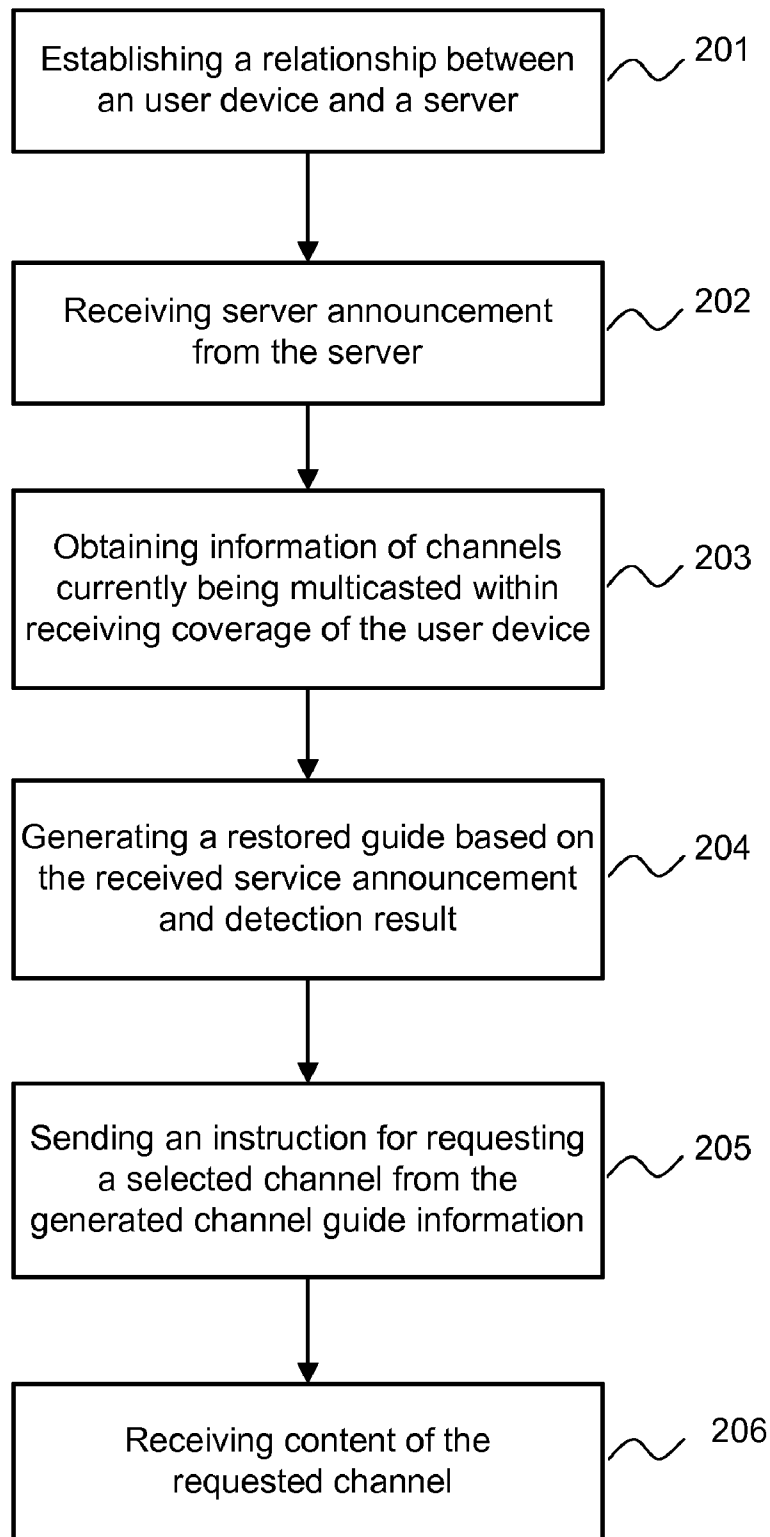 Establishing a relationship between
an user device and a server
201
Receiving server announcement
from the server
202
Obtaining information of channels
currently being multicasted within
receiving coverage of the user device
203
Generating a restored guide based on
the received service announcement
and detection result
204
Sending an instruction for requesting
a selected channel from the
generated channel guide information
205
Receiving content of the
requested channel
206